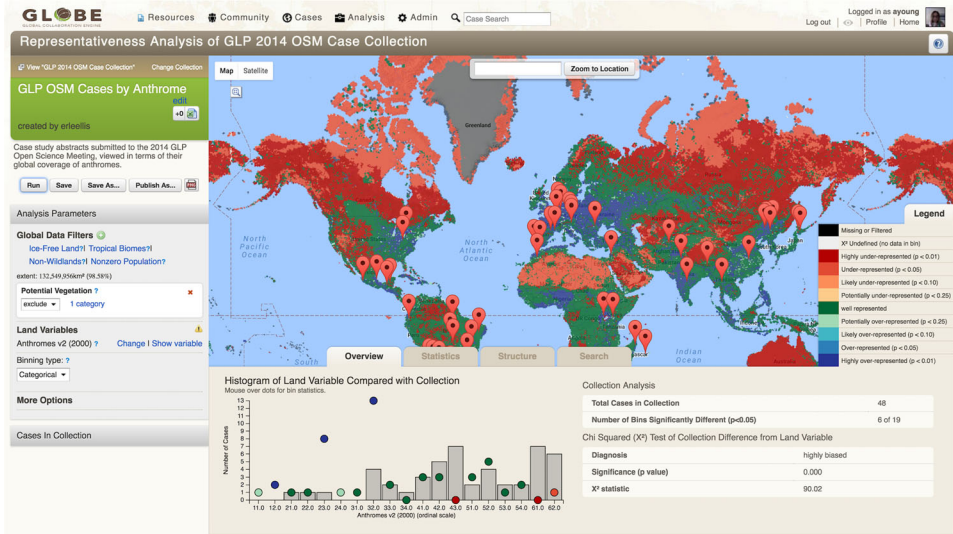 GLOBE
GLOBAL COLLABORATION ENGINE
Resources Community Cases Analysis Admin Case Search
Logged in as ayoung
Log out | Profile | Home
Representativeness Analysis of GLP 2014 OSM Case Collection
View "GLP 2014 OSM Case Collection" Change Collection
GLP OSM Cases by Anthrome
edit
+0
created by erleellis
Case study abstracts submitted to the 2014 GLP
Open Science Meeting, viewed in terms of their
global coverage of anthromes.
Run Save Save As... Publish As...
Analysis Parameters
Global Data Filters
Ice-Free Land?| Tropical Biomes?|
Non-Wildlands?| Nonzero Population?
extent: 132,549,956km² (98.58%)
Potential Vegetation ?
exclude 1 category
Land Variables
Anthromes v2 (2000) ? Change | Show variable
Binning type: ?
Categorical
More Options
Cases In Collection
Map Satellite
Zoom to Location
Greenland
North
Pacific
Ocean
North
Atlantic
Ocean
Indian
Ocean
South
Legend
Missing or Filtered
X² Undefined (no data in bin)
Highly under-represented (p < 0.01)
Under-represented (p < 0.05)
Likely under-represented (p < 0.10)
Potentially under-represented (p < 0.25)
well represented
Potentially over-represented (p < 0.25)
Likely over-represented (p < 0.10)
Over-represented (p < 0.05)
Highly over-represented (p < 0.01)
Overview Statistics Structure Search
Histogram of Land Variable Compared with Collection
Mouse over dots for bin statistics.
Number of Cases
13
12
11
10
9
8
7
6
5
4
3
2
1
0
11.0 12.0 21.0 22.0 23.0 24.0 31.0 32.0 33.0 34.0 41.0 42.0 43.0 51.0 52.0 53.0 54.0 61.0 62.0
Anthromes v2 (2000) (ordinal scale)
Collection Analysis
Total Cases in Collection 48
Number of Bins Significantly Different (p<0.05) 6 of 19
Chi Squared (X²) Test of Collection Difference from Land Variable
Diagnosis highly biased
Significance (p value) 0.000
X² statistic 90.02